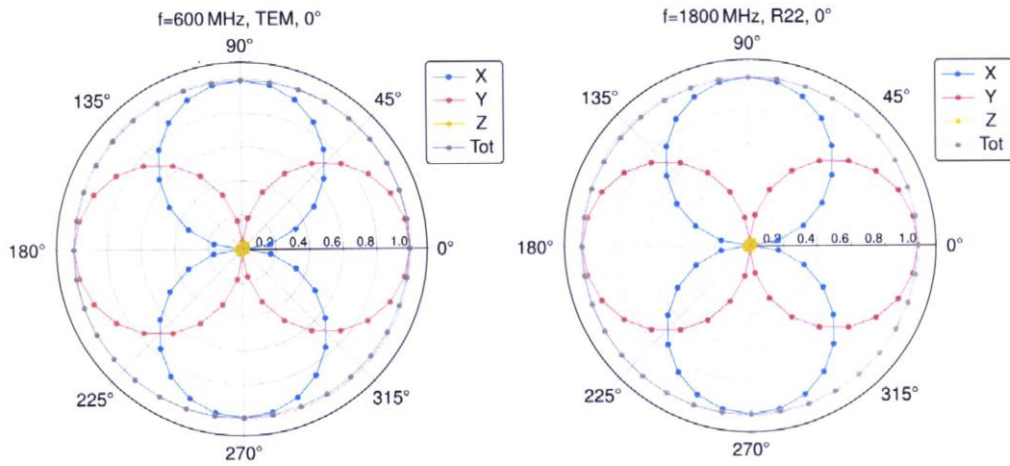 f=600 MHz, TEM, 0°
90°
135°
45°
X
Y
Z
Tot
180°
0.2 0.4 0.6 0.8 1.0
0°
225°
315°
270°
f=1800 MHz, R22, 0°
90°
135°
45°
X
Y
Z
Tot
180°
0.2 0.4 0.6 0.8 1.0
0°
225°
315°
270°